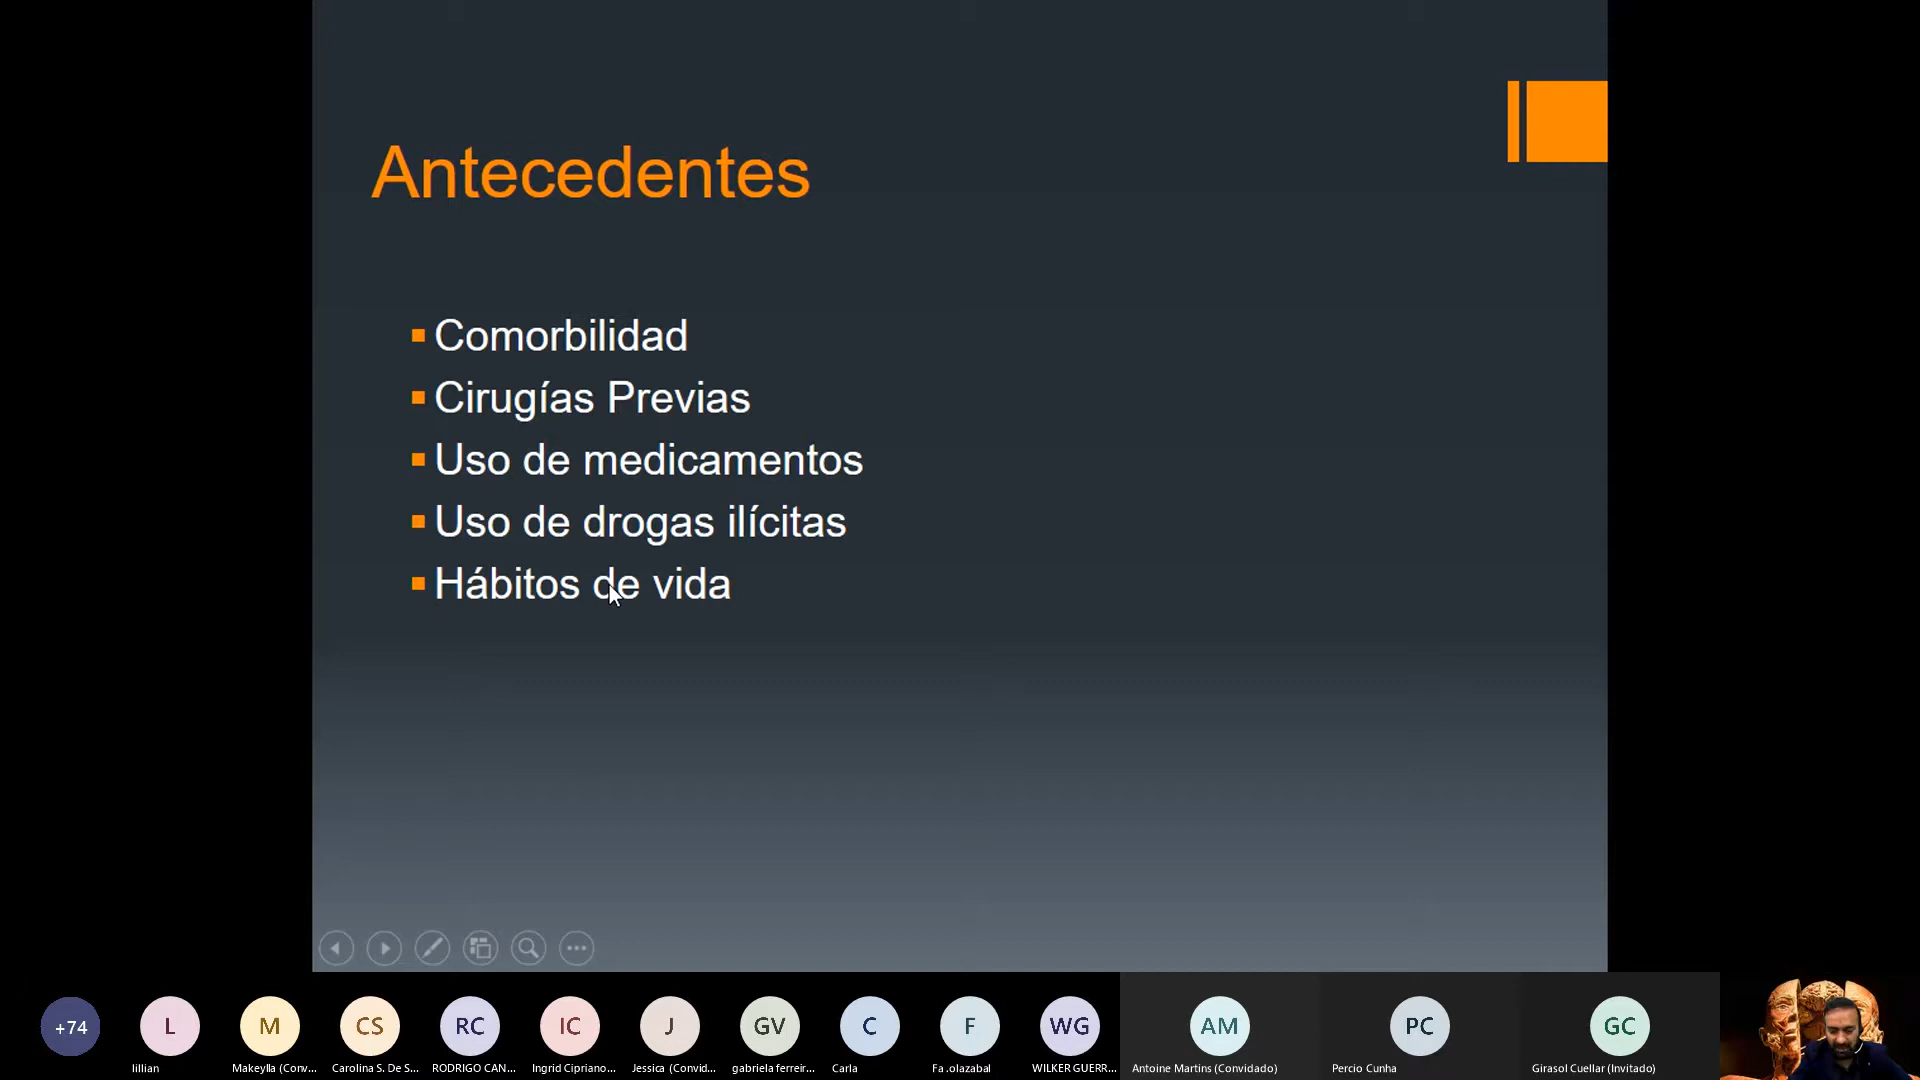 Antecedentes
Comorbilidad
Cirugías Previas
Uso de medicamentos
Uso de drogas ilícitas
Hábitos de vida
+74
L
M
CS
RC
IC
J
GV
C
F
WG
AM
PC
GC
lillian
Makeylla (Conv...
Carolina S. De S...
RODRIGO CAN...
Ingrid Cipriano...
Jessica (Convid...
gabriela ferreir...
Carla
Fa .olazabal
WILKER GUERR...
Antoine Martins (Convidado)
Percio Cunha
Girasol Cuellar (Invitado)